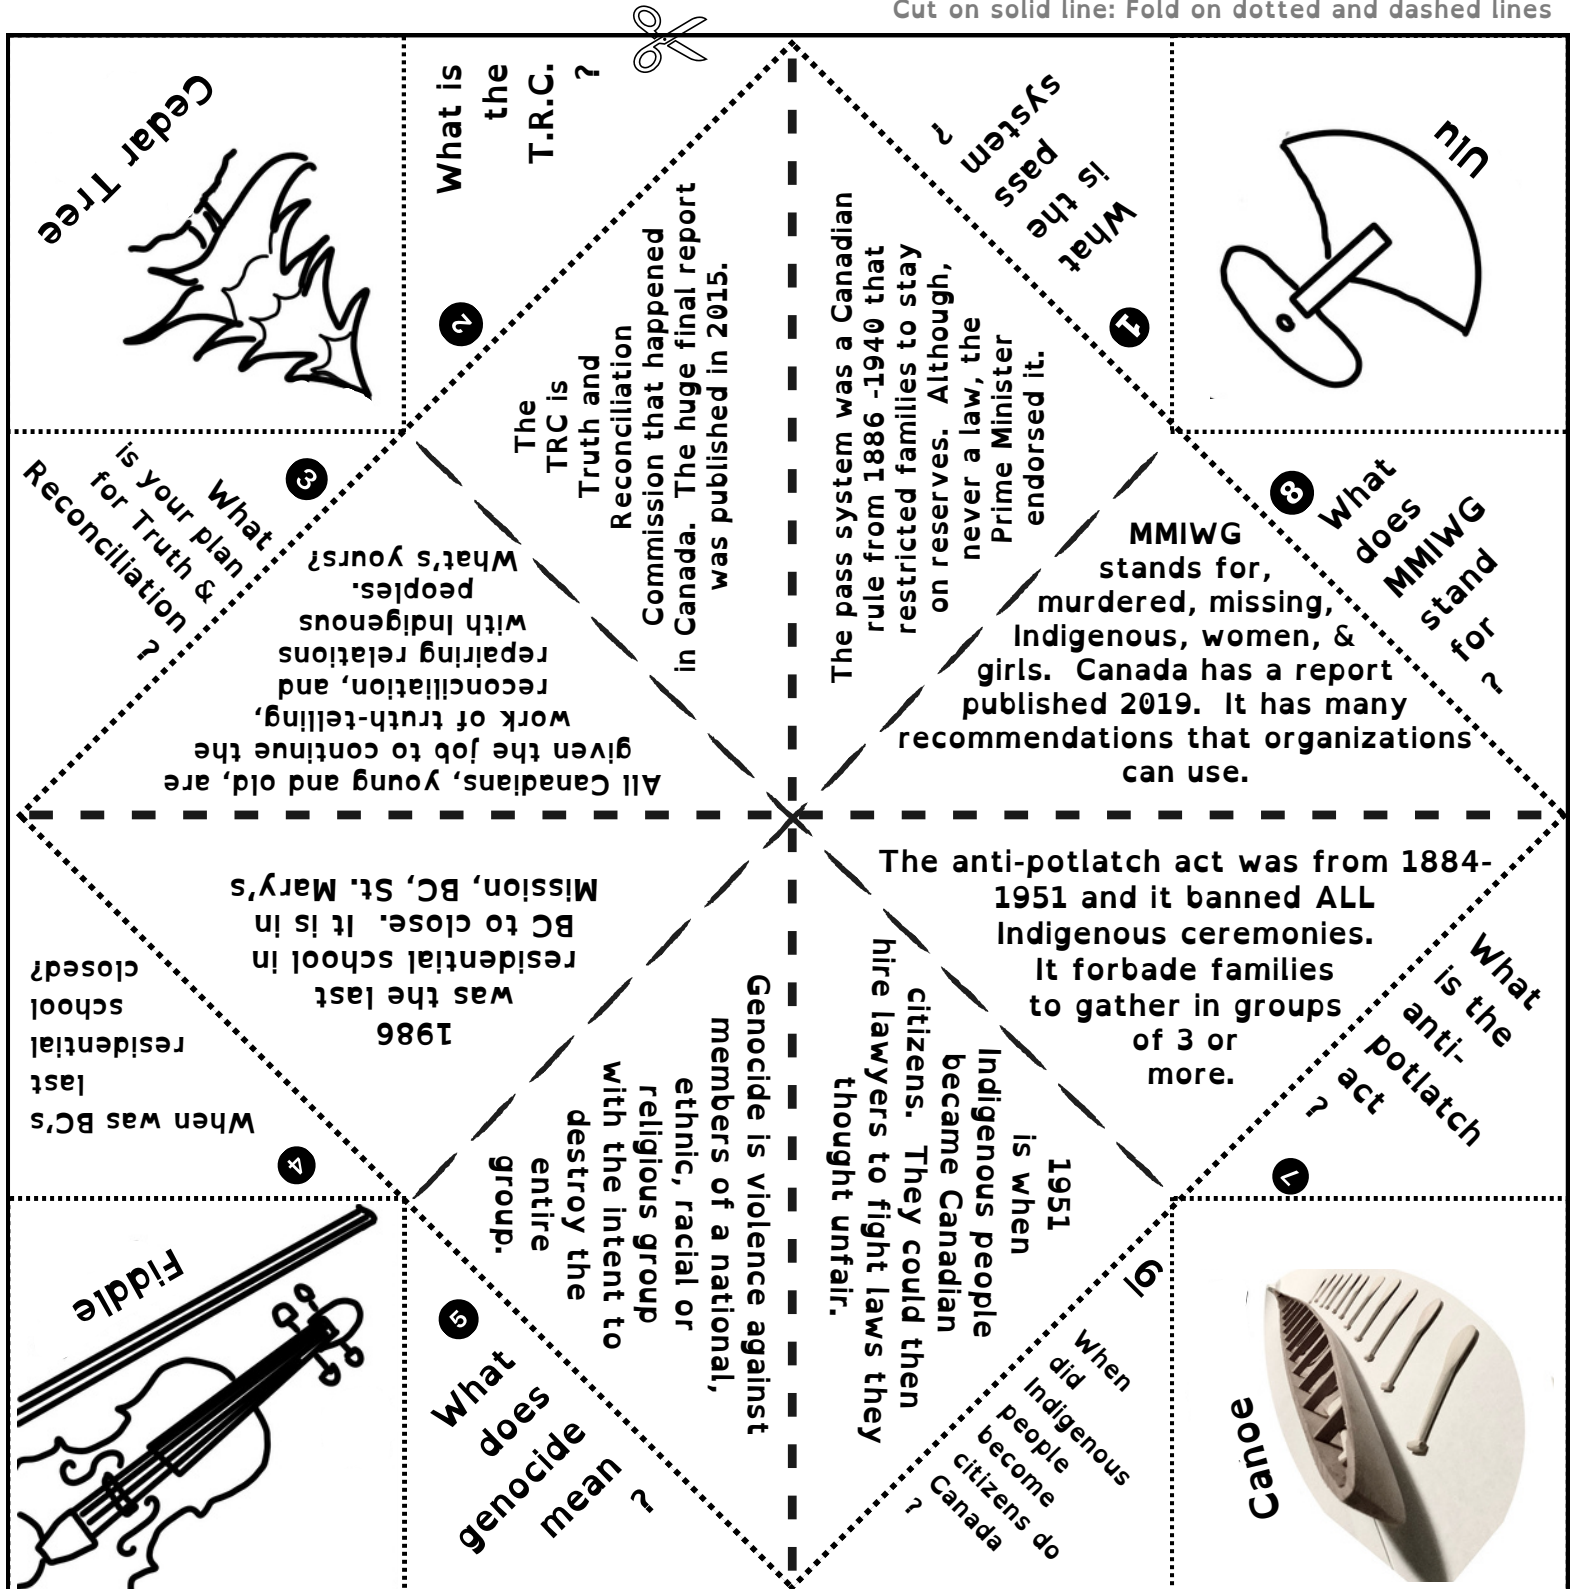 Cut on solid line: Fold on dotted and dashed lines
Cedar Tree
What is
the
T.R.C.
?
2
The
TRC is
Truth and
Reconciliation
Commission that happened
in Canada. The huge final report
was published in 2015.
What
is the
pass
system
?
1
The pass system was a Canadian
rule from 1886 -1940 that
restricted families to stay
on reserves. Although,
never a law, the
Prime Minister
endorsed it.
Ulu
8
What
does
MMIWG
stand
for
?
MMIWG
stands for,
murdered, missing,
Indigenous, women, &
girls. Canada has a report
published 2019. It has many
recommendations that organizations
can use.
3
What
is your plan
for Truth &
Reconciliation
?
All Canadians, young and old, are
given the job to continue the
work of truth-telling,
reconciliation, and
repairing relations
with Indigenous
peoples.
What's yours?
When was BC's
last
residential
school
closed?
4
1986
was the last
residential school in
BC to close. It is in
Mission, BC, St. Mary's
Fiddle
5
What
does
genocide
mean
?
Genocide is violence against
members of a national,
ethnic, racial or
religious group
with the intent to
destroy the
entire
group.
6
When
did
Indigenous
people
become
citizens do
Canada
?
1951
is when
Indigenous people
became Canadian
citizens. They could then
hire lawyers to fight laws they
thought unfair.
Canoe
7
What
is the
anti-
potlatch
act
?
The anti-potlatch act was from 1884-
1951 and it banned ALL
Indigenous ceremonies.
It forbade families
to gather in groups
of 3 or
more.